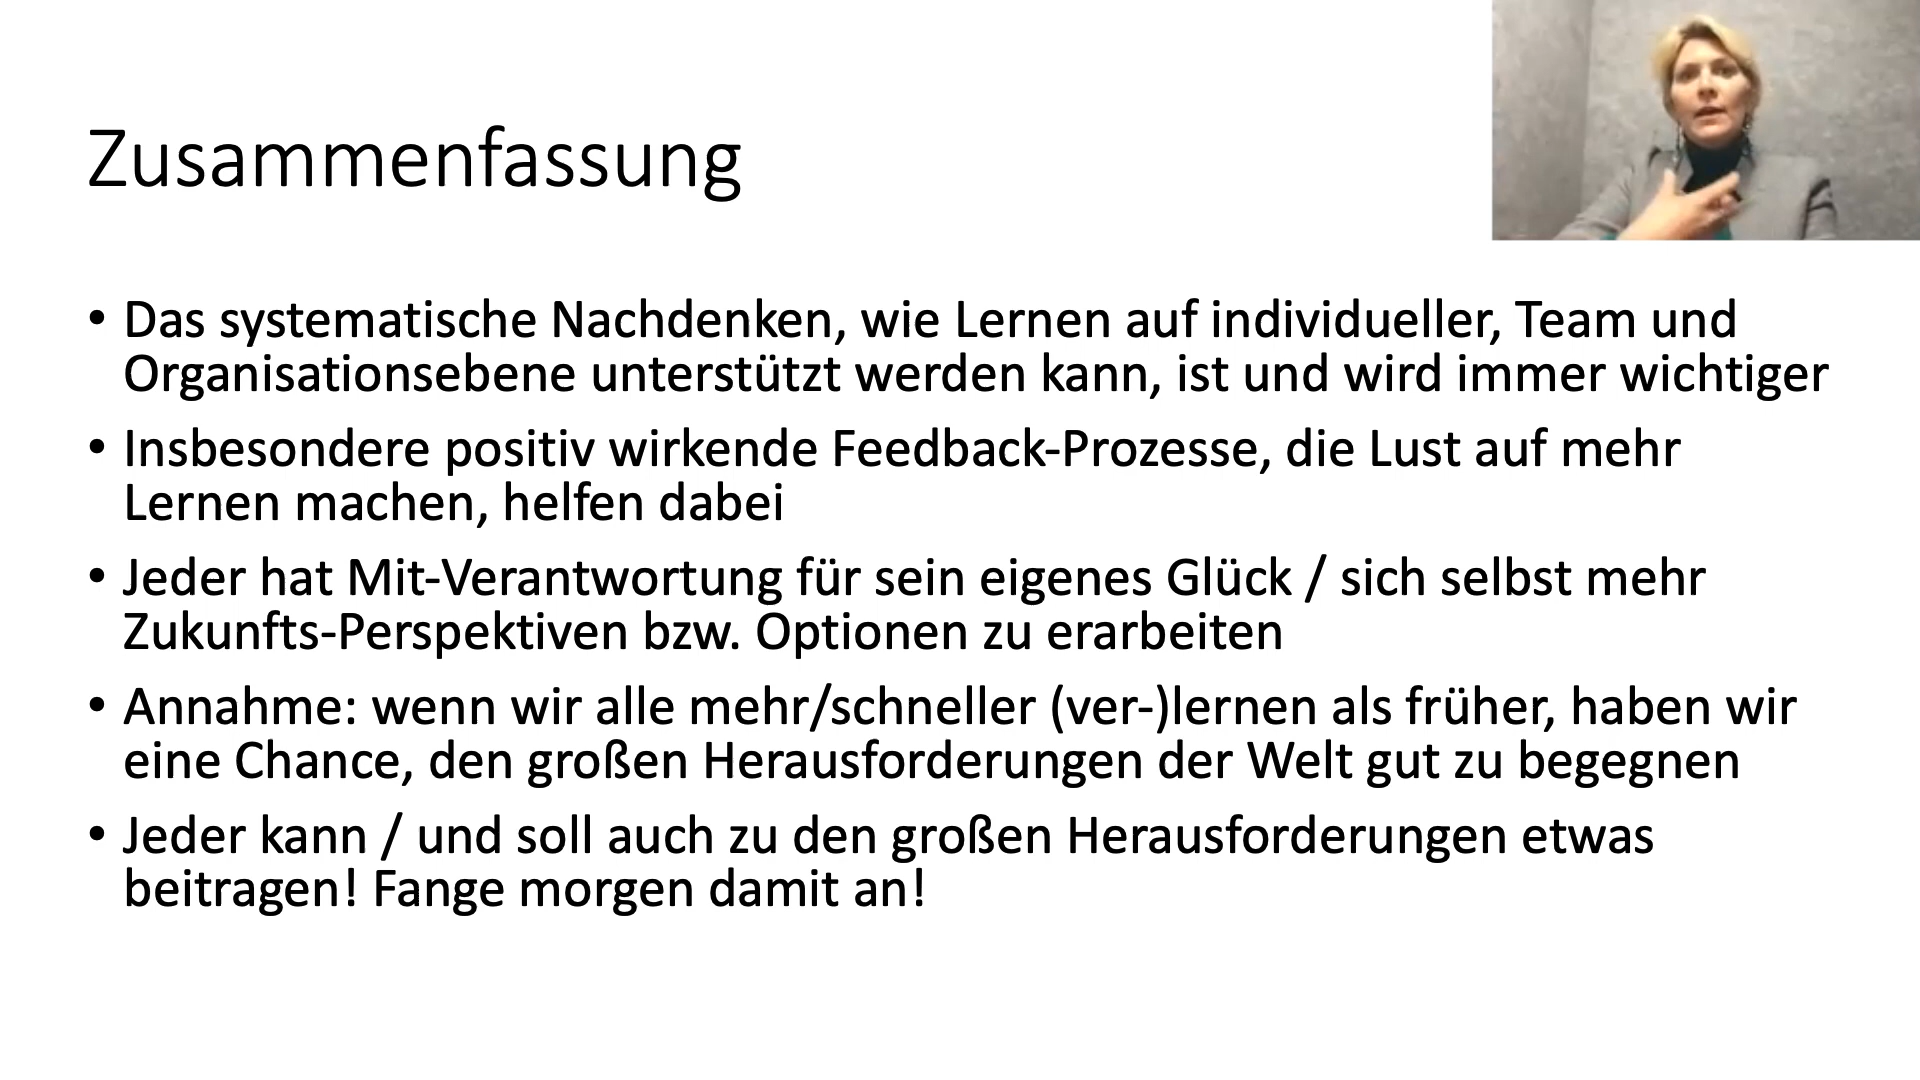 Zusammenfassung
• Das systematische Nachdenken, wie Lernen auf individueller, Team und
Organisationsebene unterstützt werden kann, ist und wird immer wichtiger
• Insbesondere positiv wirkende Feedback-Prozesse, die Lust auf mehr
Lernen machen, helfen dabei
• Jeder hat Mit-Verantwortung für sein eigenes Glück / sich selbst mehr
Zukunfts-Perspektiven bzw. Optionen zu erarbeiten
• Annahme: wenn wir alle mehr/schneller (ver-)lernen als früher, haben wir
eine Chance, den großen Herausforderungen der Welt gut zu begegnen
• Jeder kann / und soll auch zu den großen Herausforderungen etwas
beitragen! Fange morgen damit an!